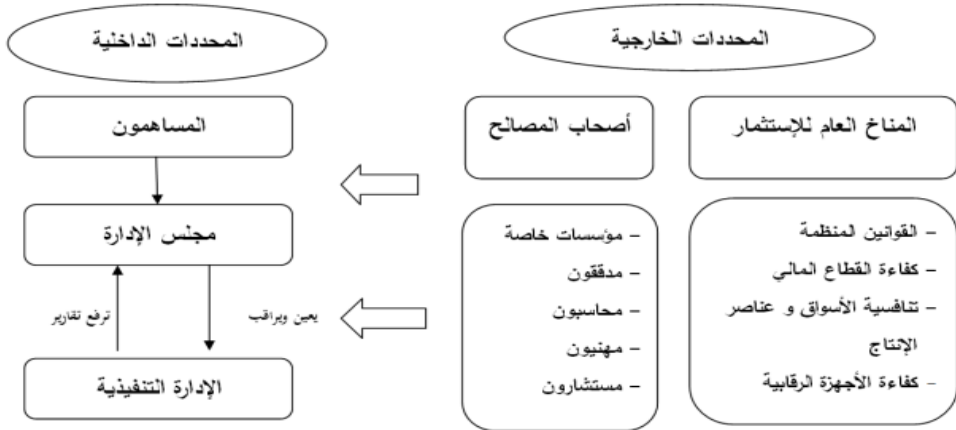 المحددات الخارجية
المحددات الداخلية
المناخ العام للإستثمار
أصحاب المصالح
المساهمون
- القوانين المنظمة
- كفاءة القطاع المالي
- تنافسية الأسواق و عناصر
الإنتاج
- كفاءة الأجهزة الرقابية
- مؤسسات خاصة
- مدققون
- محاسبون
- مهنيون
- مستشارون
مجلس الإدارة
يعين ويراقب
ترفع تقارير
الإدارة التنفيذية